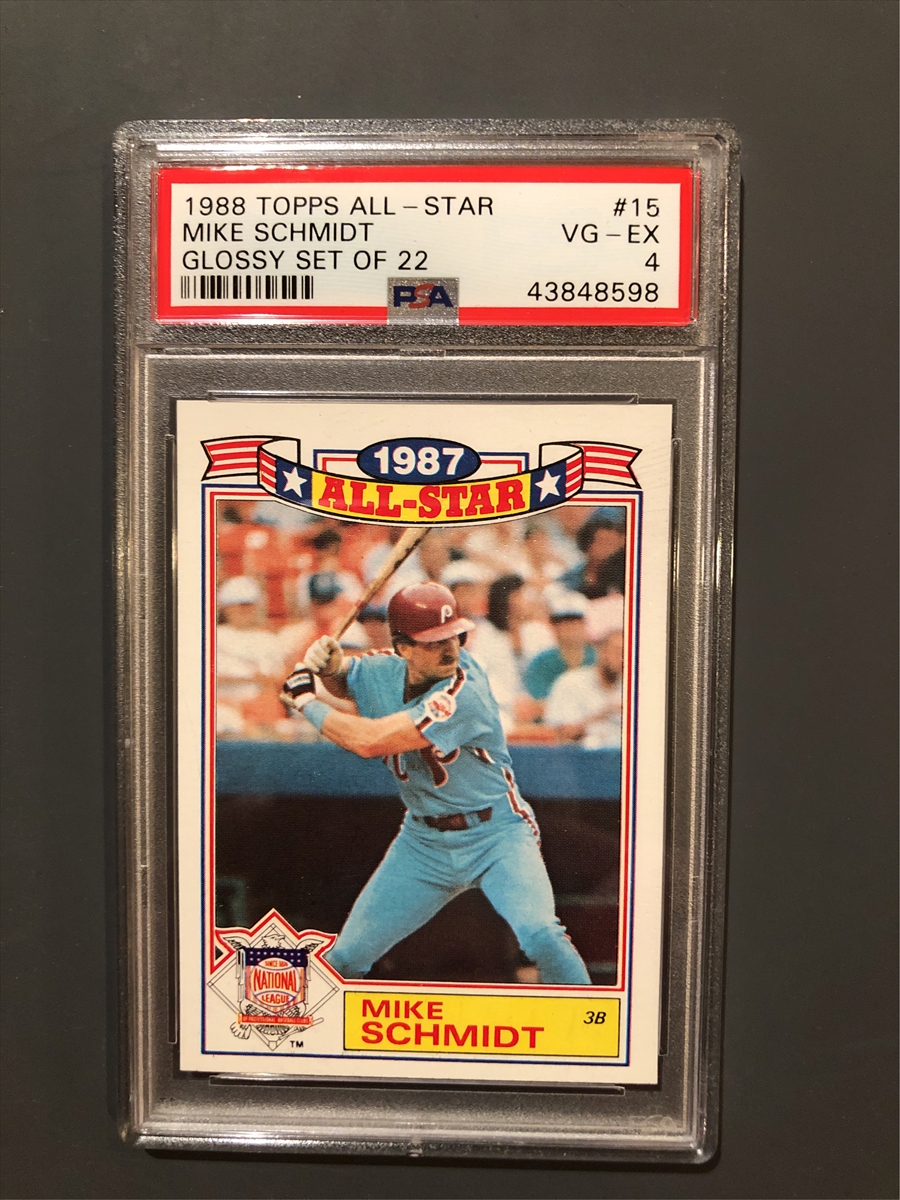 1988 TOPPS ALL-STAR #15
MIKE SCHMIDT VG-EX
GLOSSY SET OF 22 4
PSA 43848598
1987
ALL-STAR
P
NATIONAL
LEAGUE
TM
MIKE
SCHMIDT
3B